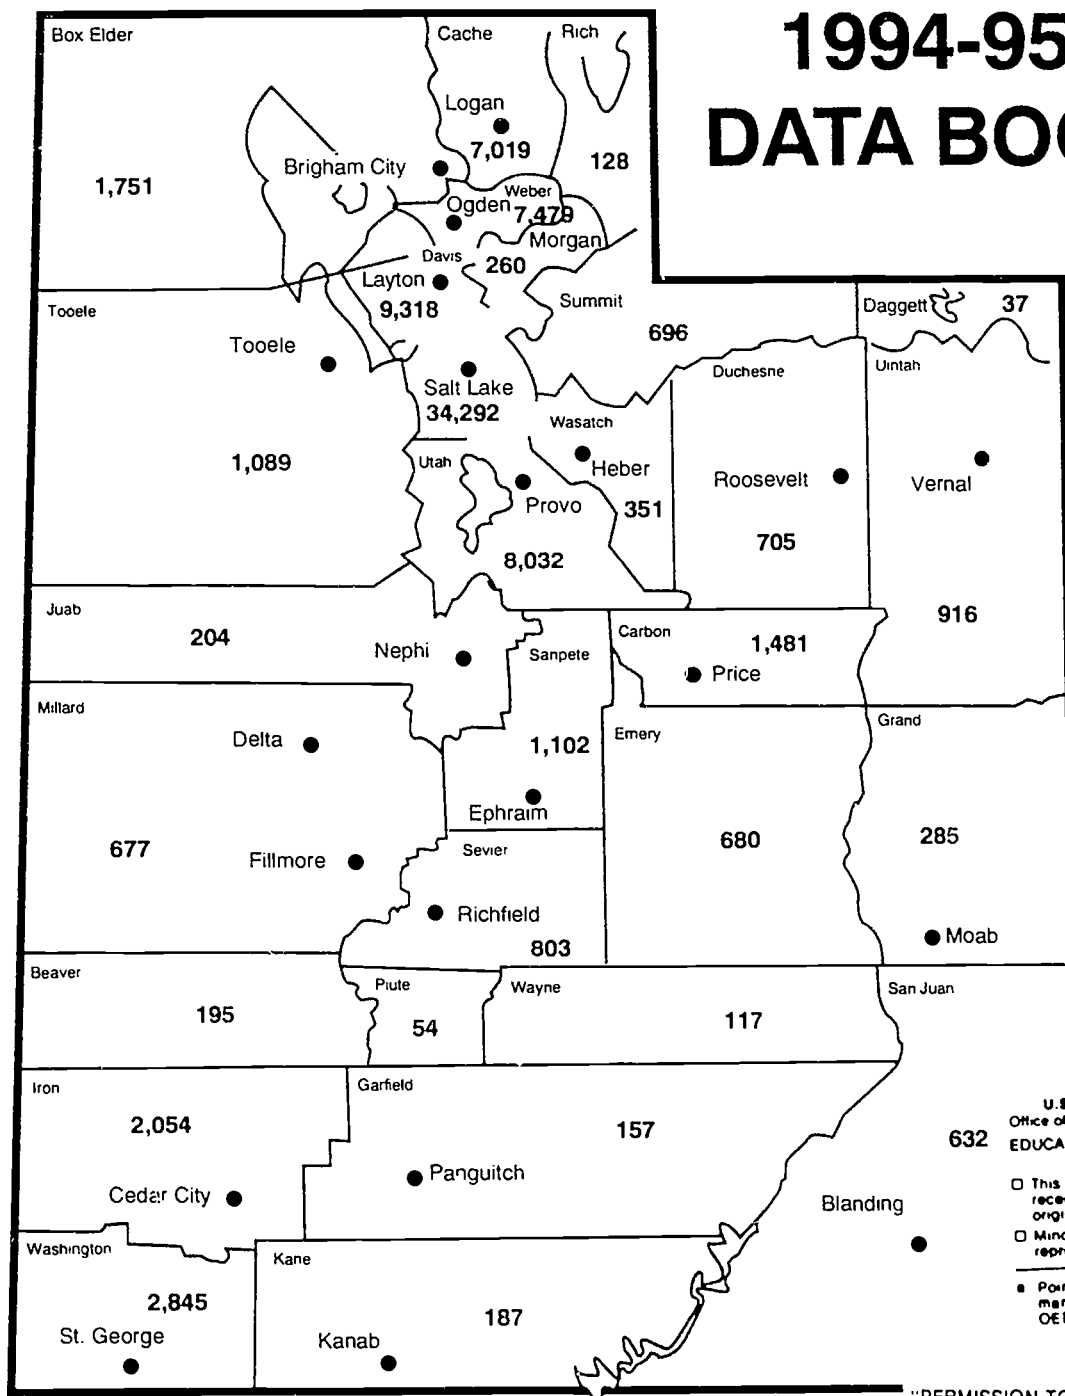 1994-95
DATA
Box Elder
Cache
Rich
Logan
7,019
128
Brigham City
1,751
Weber
Ogden
7,479
Morgan
Davis
260
Layton
9,318
Summit
696
Daggett
37
Tooele
Tooele
Salt Lake
34,292
Duchesne
Uintah
Wasatch
1,089
Utah
Heber
Roosevelt
Vernal
Provo
351
8,032
705
Juab
204
Nephi
Sanpete
Carbon
1,481
916
Price
Millard
Delta
1,102
Emery
Grand
Ephraim
677
Fillmore
Sevier
680
285
Richfield
803
Moab
Beaver
195
Piute
54
Wayne
117
San Juan
Iron
2,054
Garfield
157
632
Office of
Cedar City
Panguitch
This
Blanding
Washington
Kane
2,845
187
St. George
Kanab
"PERMISSION TO